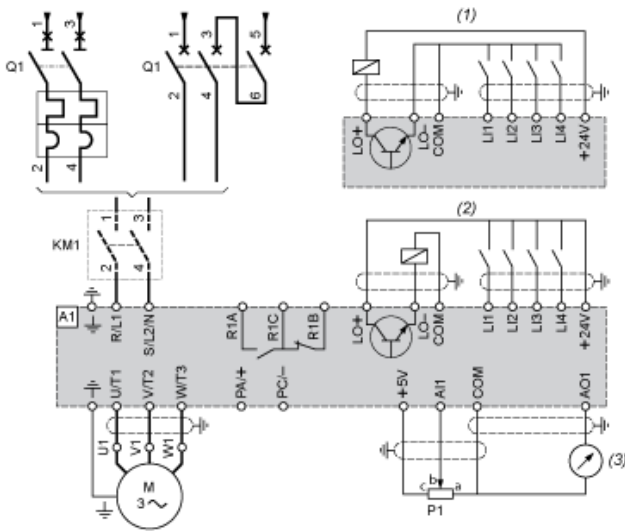 1 3
Q1
2 4
1 3 5
Q1
2 4 6
(1)
LO+ LO- COM LI1 LI2 LI3 LI4 +24V
1 3
KM1
2 4
(2)
A1
R/L1 S/L2/N R1A R1C R1B LO+ LO- COM LI1 LI2 LI3 LI4 +24V
U/T1 V/T2 W/T3 PA/+ PC/- +5V AI1 COM AO1
U1 V1 W1
M
3~
c b a
P1
(3)